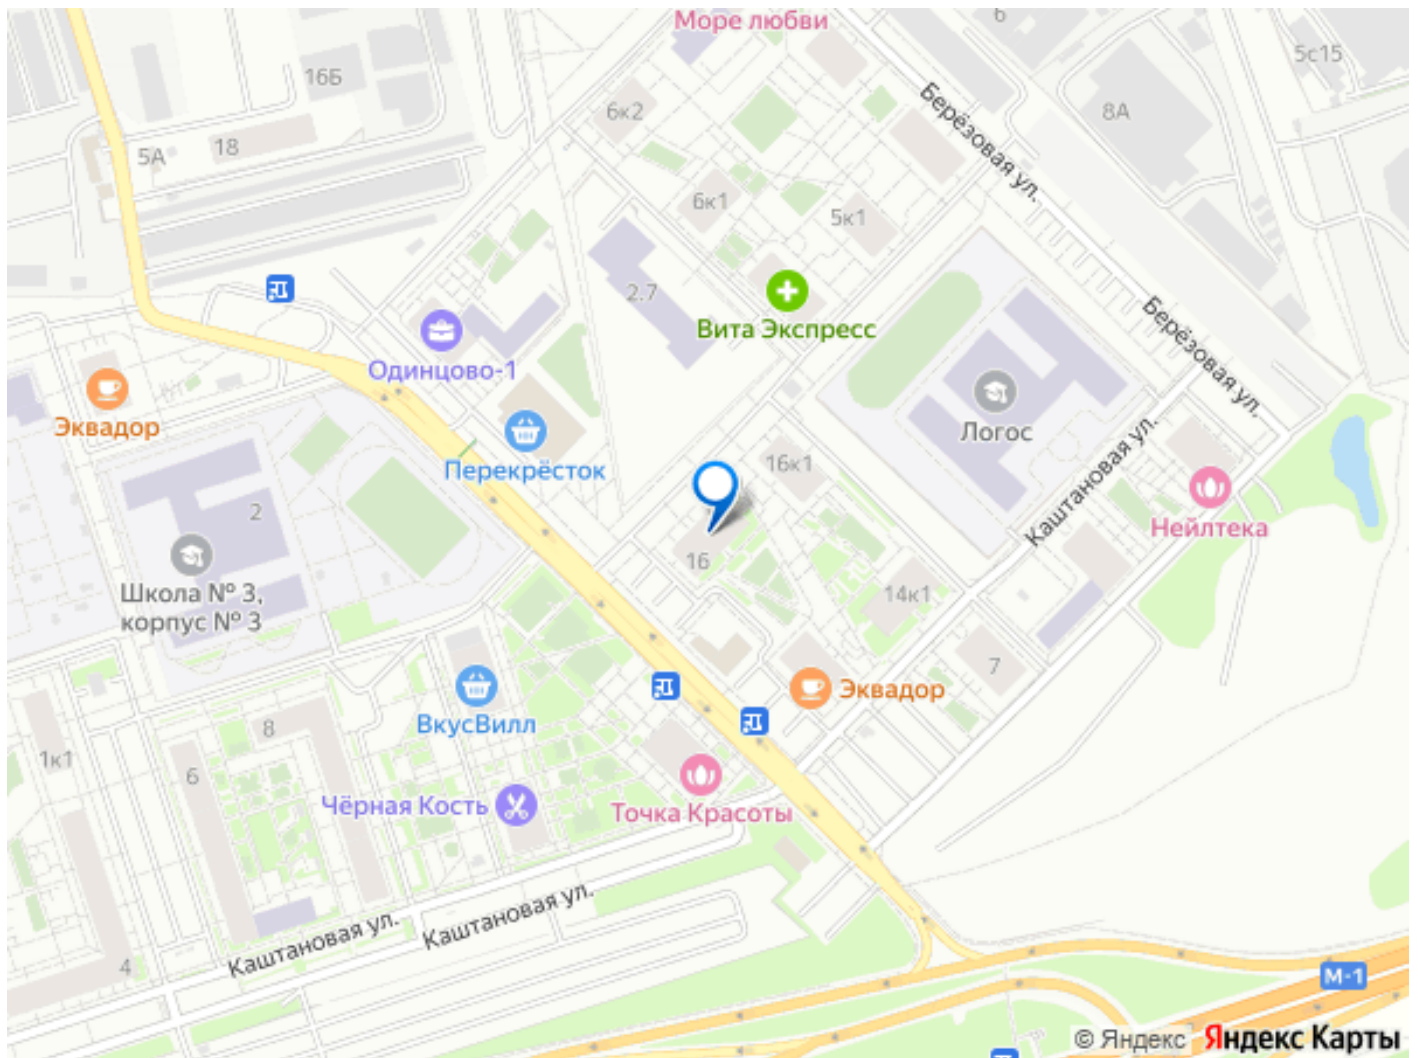 Море любви
6
5с15
16Б
6к2
8А
Берёзовая ул.
18
5А
6к1
5к1
2.7
Вита Экспресс
Берёзовая ул.
Одинцово-1
Эквадор
Логос
Перекрёсток
16к1
Каштановая ул.
Нейлтека
2
16
Школа № 3,
корпус № 3
14к1
7
Эквадор
ВкусВилл
8
1к1
6
Чёрная Кость
Точка Красоты
Каштановая ул.
Каштановая ул.
4
М-1
© Яндекс Яндекс Карты